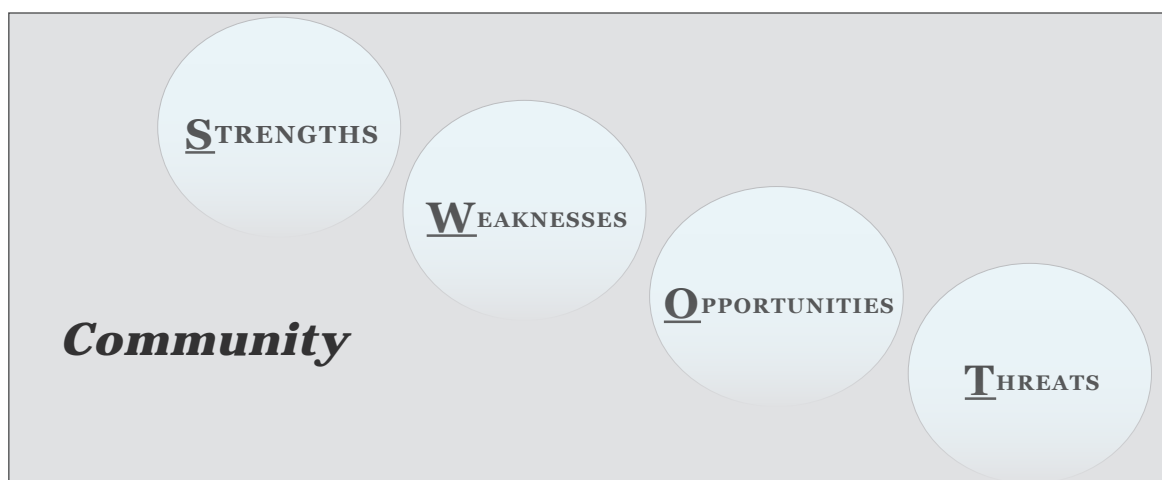 STRENGTHS
WEAKNESSES
OPPORTUNITIES
THREATS
Community